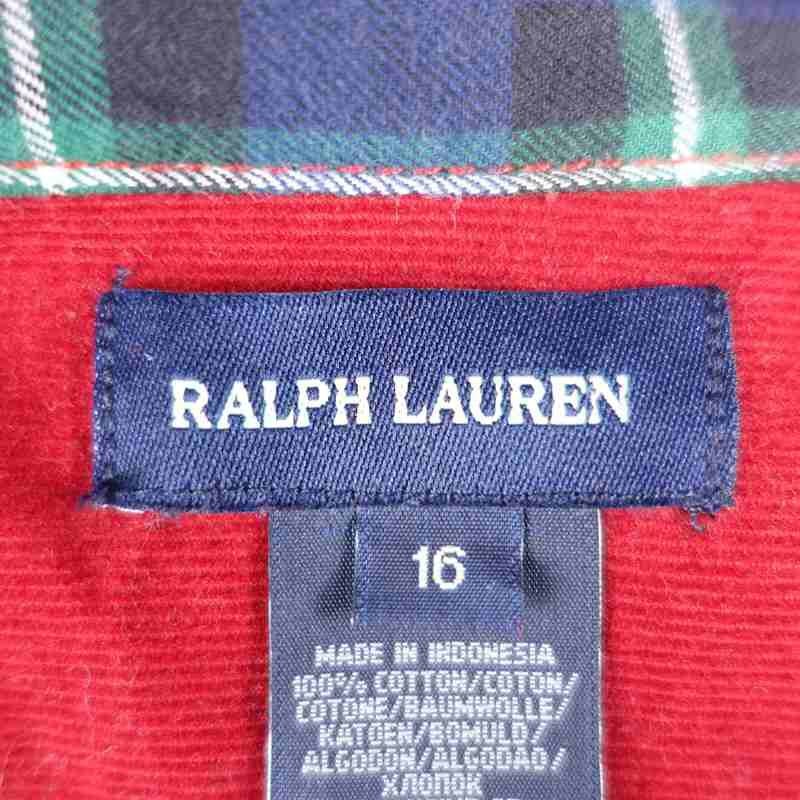 RALPH LAUREN
16
MADE IN INDONESIA
100% COTTON/COTON/
COTONE/BAUMWOLLE/
KATOEN/BOMULD/
ALGODON/ALGODAO/
ХЛОПОК